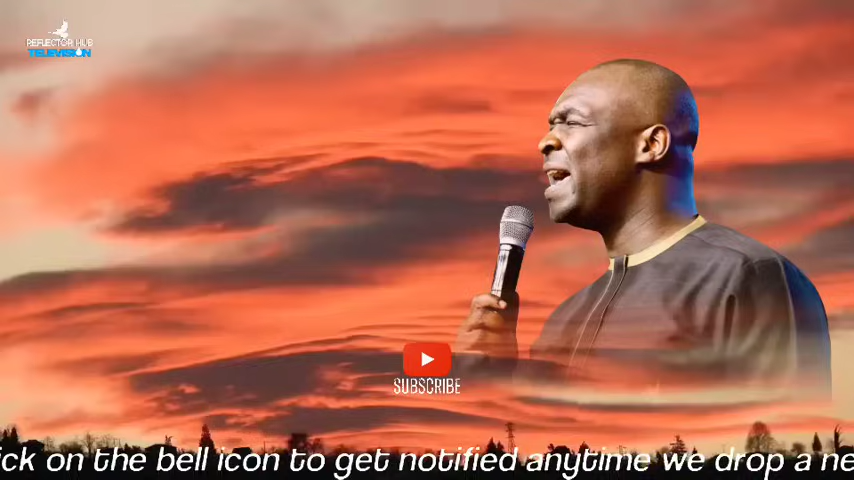 REFLECTOR HUB
TELEVISION
SUBSCRIBE
ick on the bell icon to get notified anytime we drop a ne